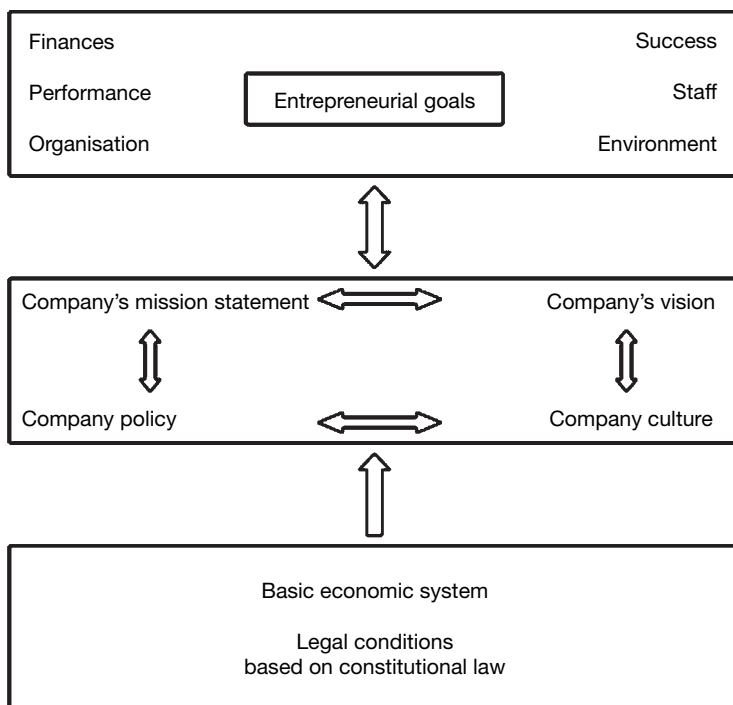 Finances
Success
Performance
Entrepreneurial goals
Staff
Organisation
Environment
Company’s mission statement
Company’s vision
Company policy
Company culture
Basic economic system
Legal conditions
based on constitutional law